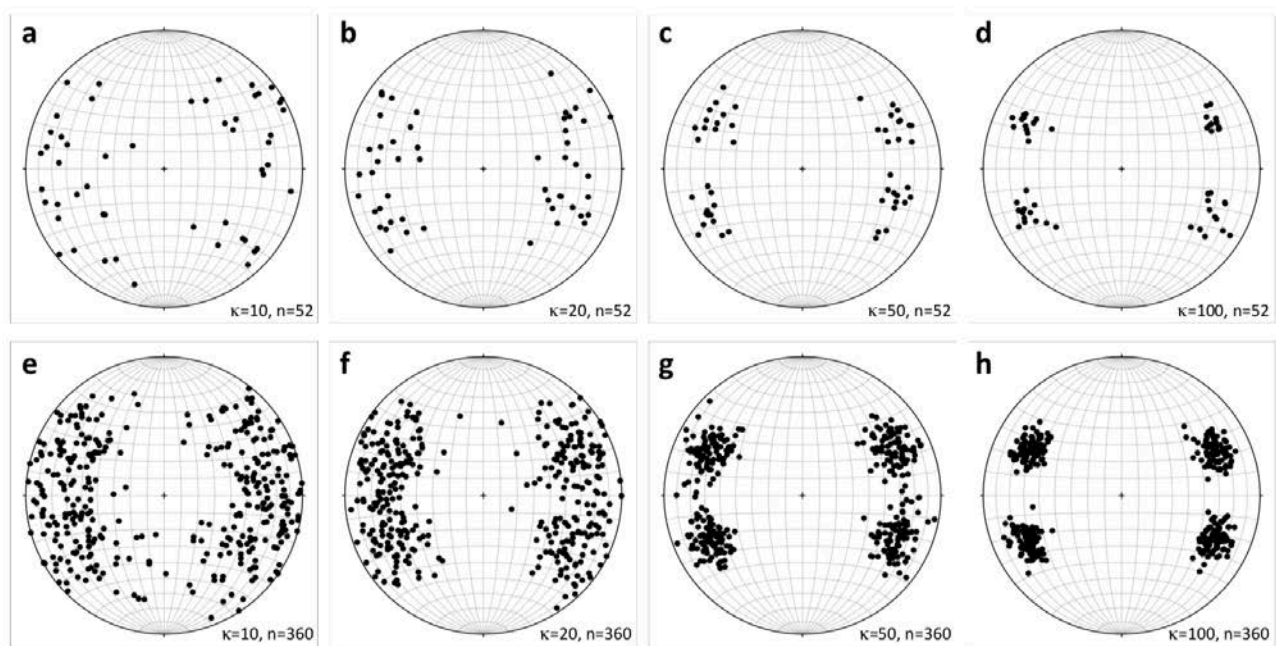 a
κ=10, n=52
b
κ=20, n=52
c
κ=50, n=52
d
κ=100, n=52
e
κ=10, n=360
f
κ=20, n=360
g
κ=50, n=360
h
κ=100, n=360